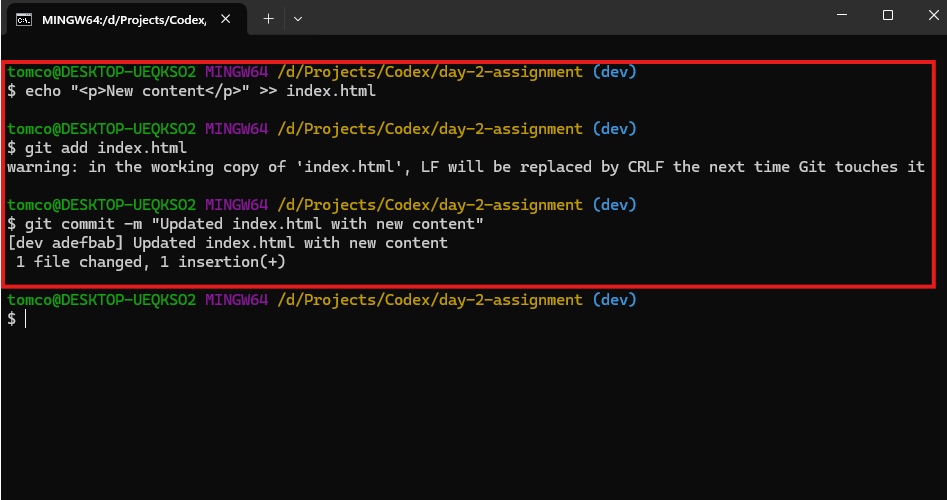 MINGW64:/d/Projects/Codex,
tomco@DESKTOP-UEQKSO2 MINGW64 /d/Projects/Codex/day-2-assignment (dev)
$ echo "<p>New content</p>" >> index.html
tomco@DESKTOP-UEQKSO2 MINGW64 /d/Projects/Codex/day-2-assignment (dev)
$ git add index.html
warning: in the working copy of 'index.html', LF will be replaced by CRLF the next time Git touches it
tomco@DESKTOP-UEQKSO2 MINGW64 /d/Projects/Codex/day-2-assignment (dev)
$ git commit -m "Updated index.html with new content"
[dev adefbab] Updated index.html with new content
 1 file changed, 1 insertion(+)
tomco@DESKTOP-UEQKSO2 MINGW64 /d/Projects/Codex/day-2-assignment (dev)
$